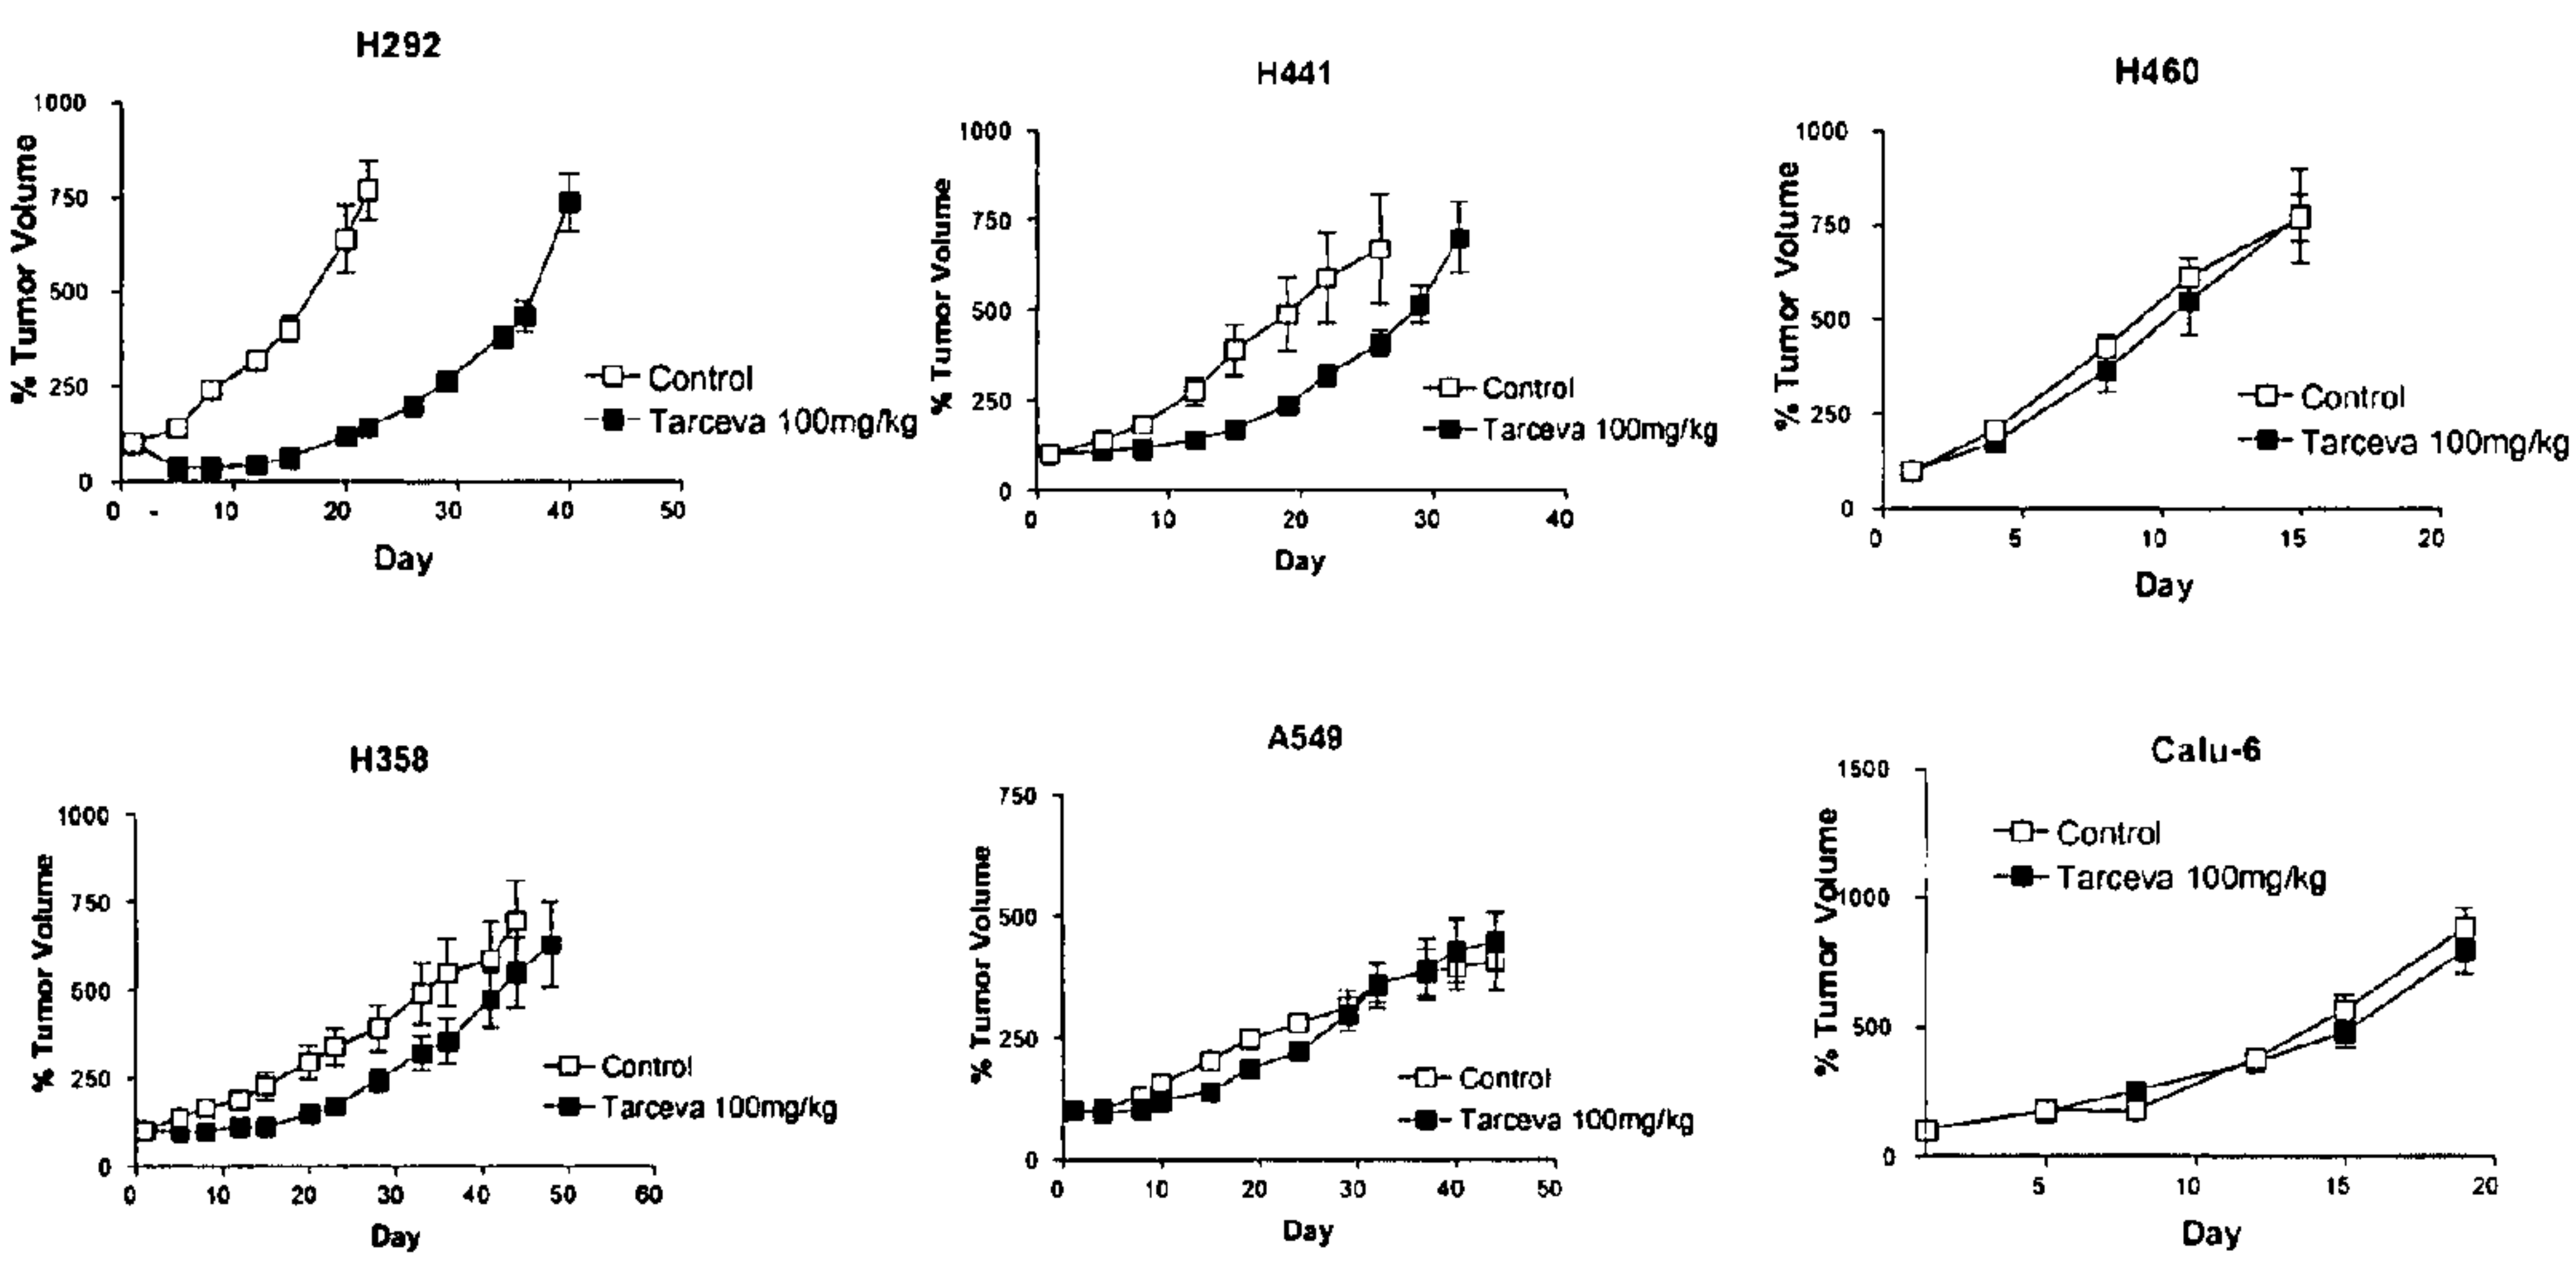 H292
% Tumor Volume
1000
750
500
250
0
0 - 10 20 30 40 50
Day
Control
Tarceva 100mg/kg
H441
% Tumor Volume
1000
750
500
250
0
0 10 20 30 40
Day
Control
Tarceva 100mg/kg
H460
% Tumor Volume
1000
750
500
250
0
0 5 10 15 20
Day
Control
Tarceva 100mg/kg
H358
% Tumor Volume
1000
750
500
250
0
0 10 20 30 40 50 60
Day
Control
Tarceva 100mg/kg
A549
% Tumor Volume
750
500
250
0
0 10 20 30 40 50
Day
Control
Tarceva 100mg/kg
Calu-6
% Tumor Volume
1500
1000
500
0
5 10 15 20
Day
Control
Tarceva 100mg/kg